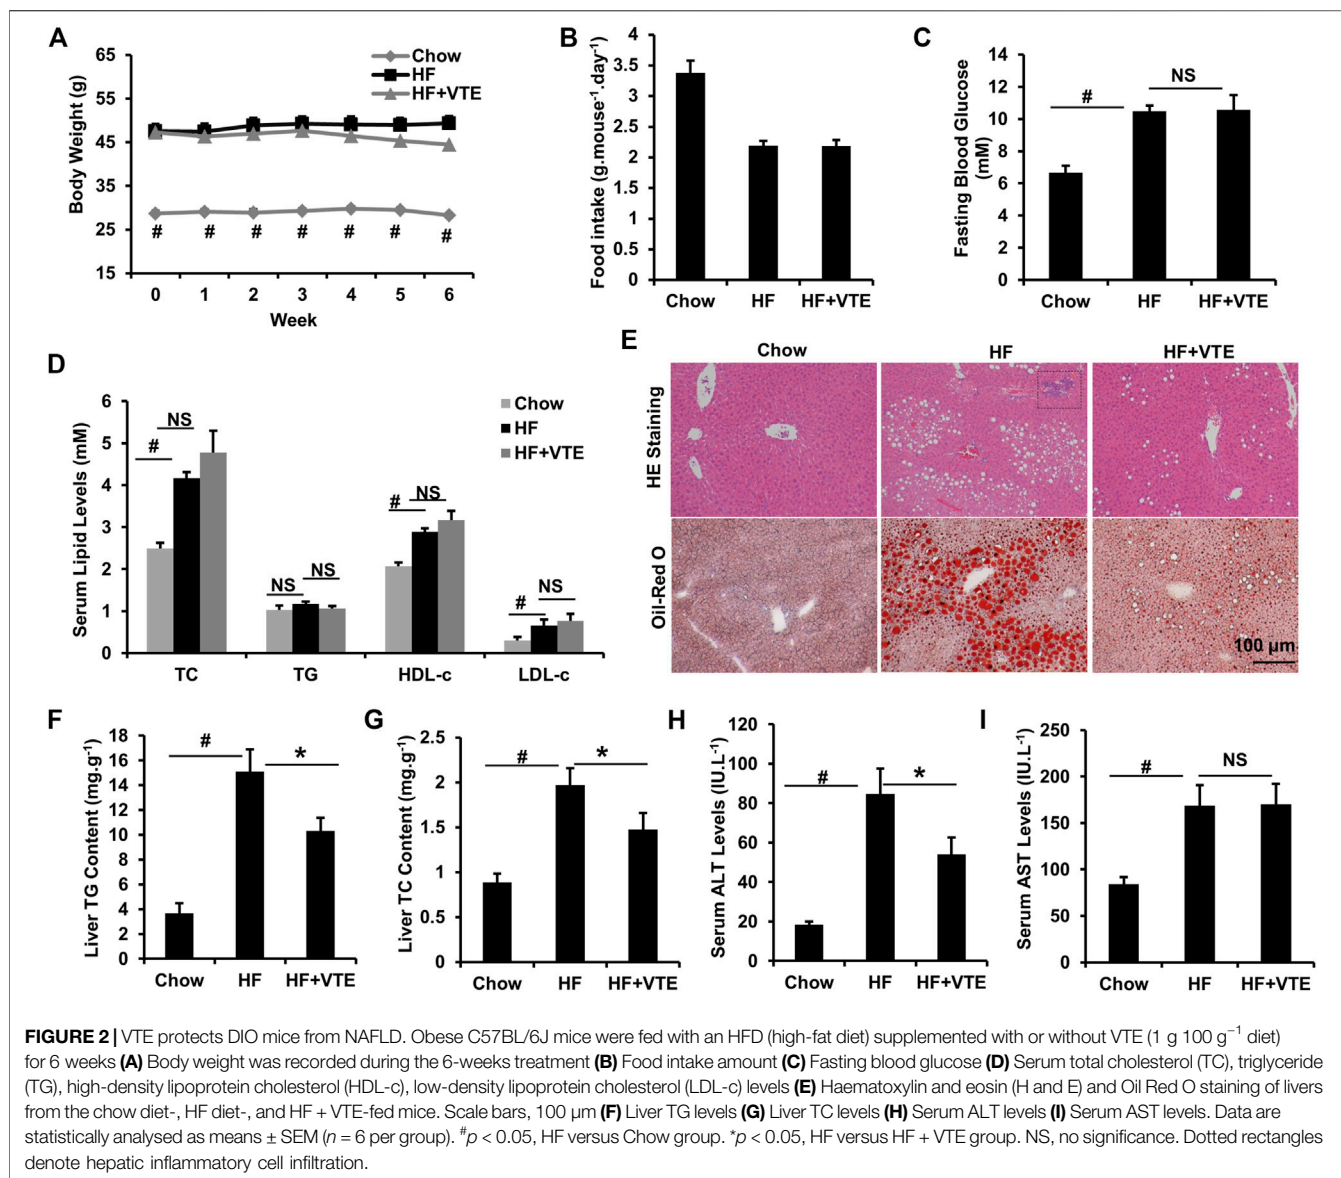 A
65
55
45
35
25
15
Body Weight (g)
Chow
HF
HF+VTE
# # # # # # #
0 1 2 3 4 5 6
Week
B
4
3.5
3
2.5
2
1.5
1
0.5
0
Food intake (g.mouse⁻¹.day⁻¹)
Chow HF HF+VTE
C
14
12
10
8
6
4
2
0
Fasting Blood Glucose
(mM)
# NS
Chow HF HF+VTE
D
6
5
4
3
2
1
0
Serum Lipid Levels (mM)
Chow
HF
HF+VTE
# NS
NS NS
# NS
# NS
TC TG HDL-c LDL-c
E
Chow HF HF+VTE
HE Staining
Oil-Red O
100 µm
F
18
16
14
12
10
8
6
4
2
0
Liver TG Content (mg.g⁻¹)
# *
Chow HF HF+VTE
G
2.5
2
1.5
1
0.5
0
Liver TC Content (mg.g⁻¹)
# *
Chow HF HF+VTE
H
120
100
80
60
40
20
0
Serum ALT Levels (IU.L⁻¹)
# *
Chow HF HF+VTE
I
250
200
150
100
50
0
Serum AST Levels (IU.L⁻¹)
# NS
Chow HF HF+VTE
FIGURE 2 | VTE protects DIO mice from NAFLD. Obese C57BL/6J mice were fed with an HFD (high-fat diet) supplemented with or without VTE (1 g 100 g⁻¹ diet)
for 6 weeks (A) Body weight was recorded during the 6-weeks treatment (B) Food intake amount (C) Fasting blood glucose (D) Serum total cholesterol (TC), triglyceride
(TG), high-density lipoprotein cholesterol (HDL-c), low-density lipoprotein cholesterol (LDL-c) levels (E) Haematoxylin and eosin (H and E) and Oil Red O staining of livers
from the chow diet-, HF diet-, and HF + VTE-fed mice. Scale bars, 100 µm (F) Liver TG levels (G) Liver TC levels (H) Serum ALT levels (I) Serum AST levels. Data are
statistically analysed as means ± SEM (n = 6 per group). #p < 0.05, HF versus Chow group. *p < 0.05, HF versus HF + VTE group. NS, no significance. Dotted rectangles
denote hepatic inflammatory cell infiltration.